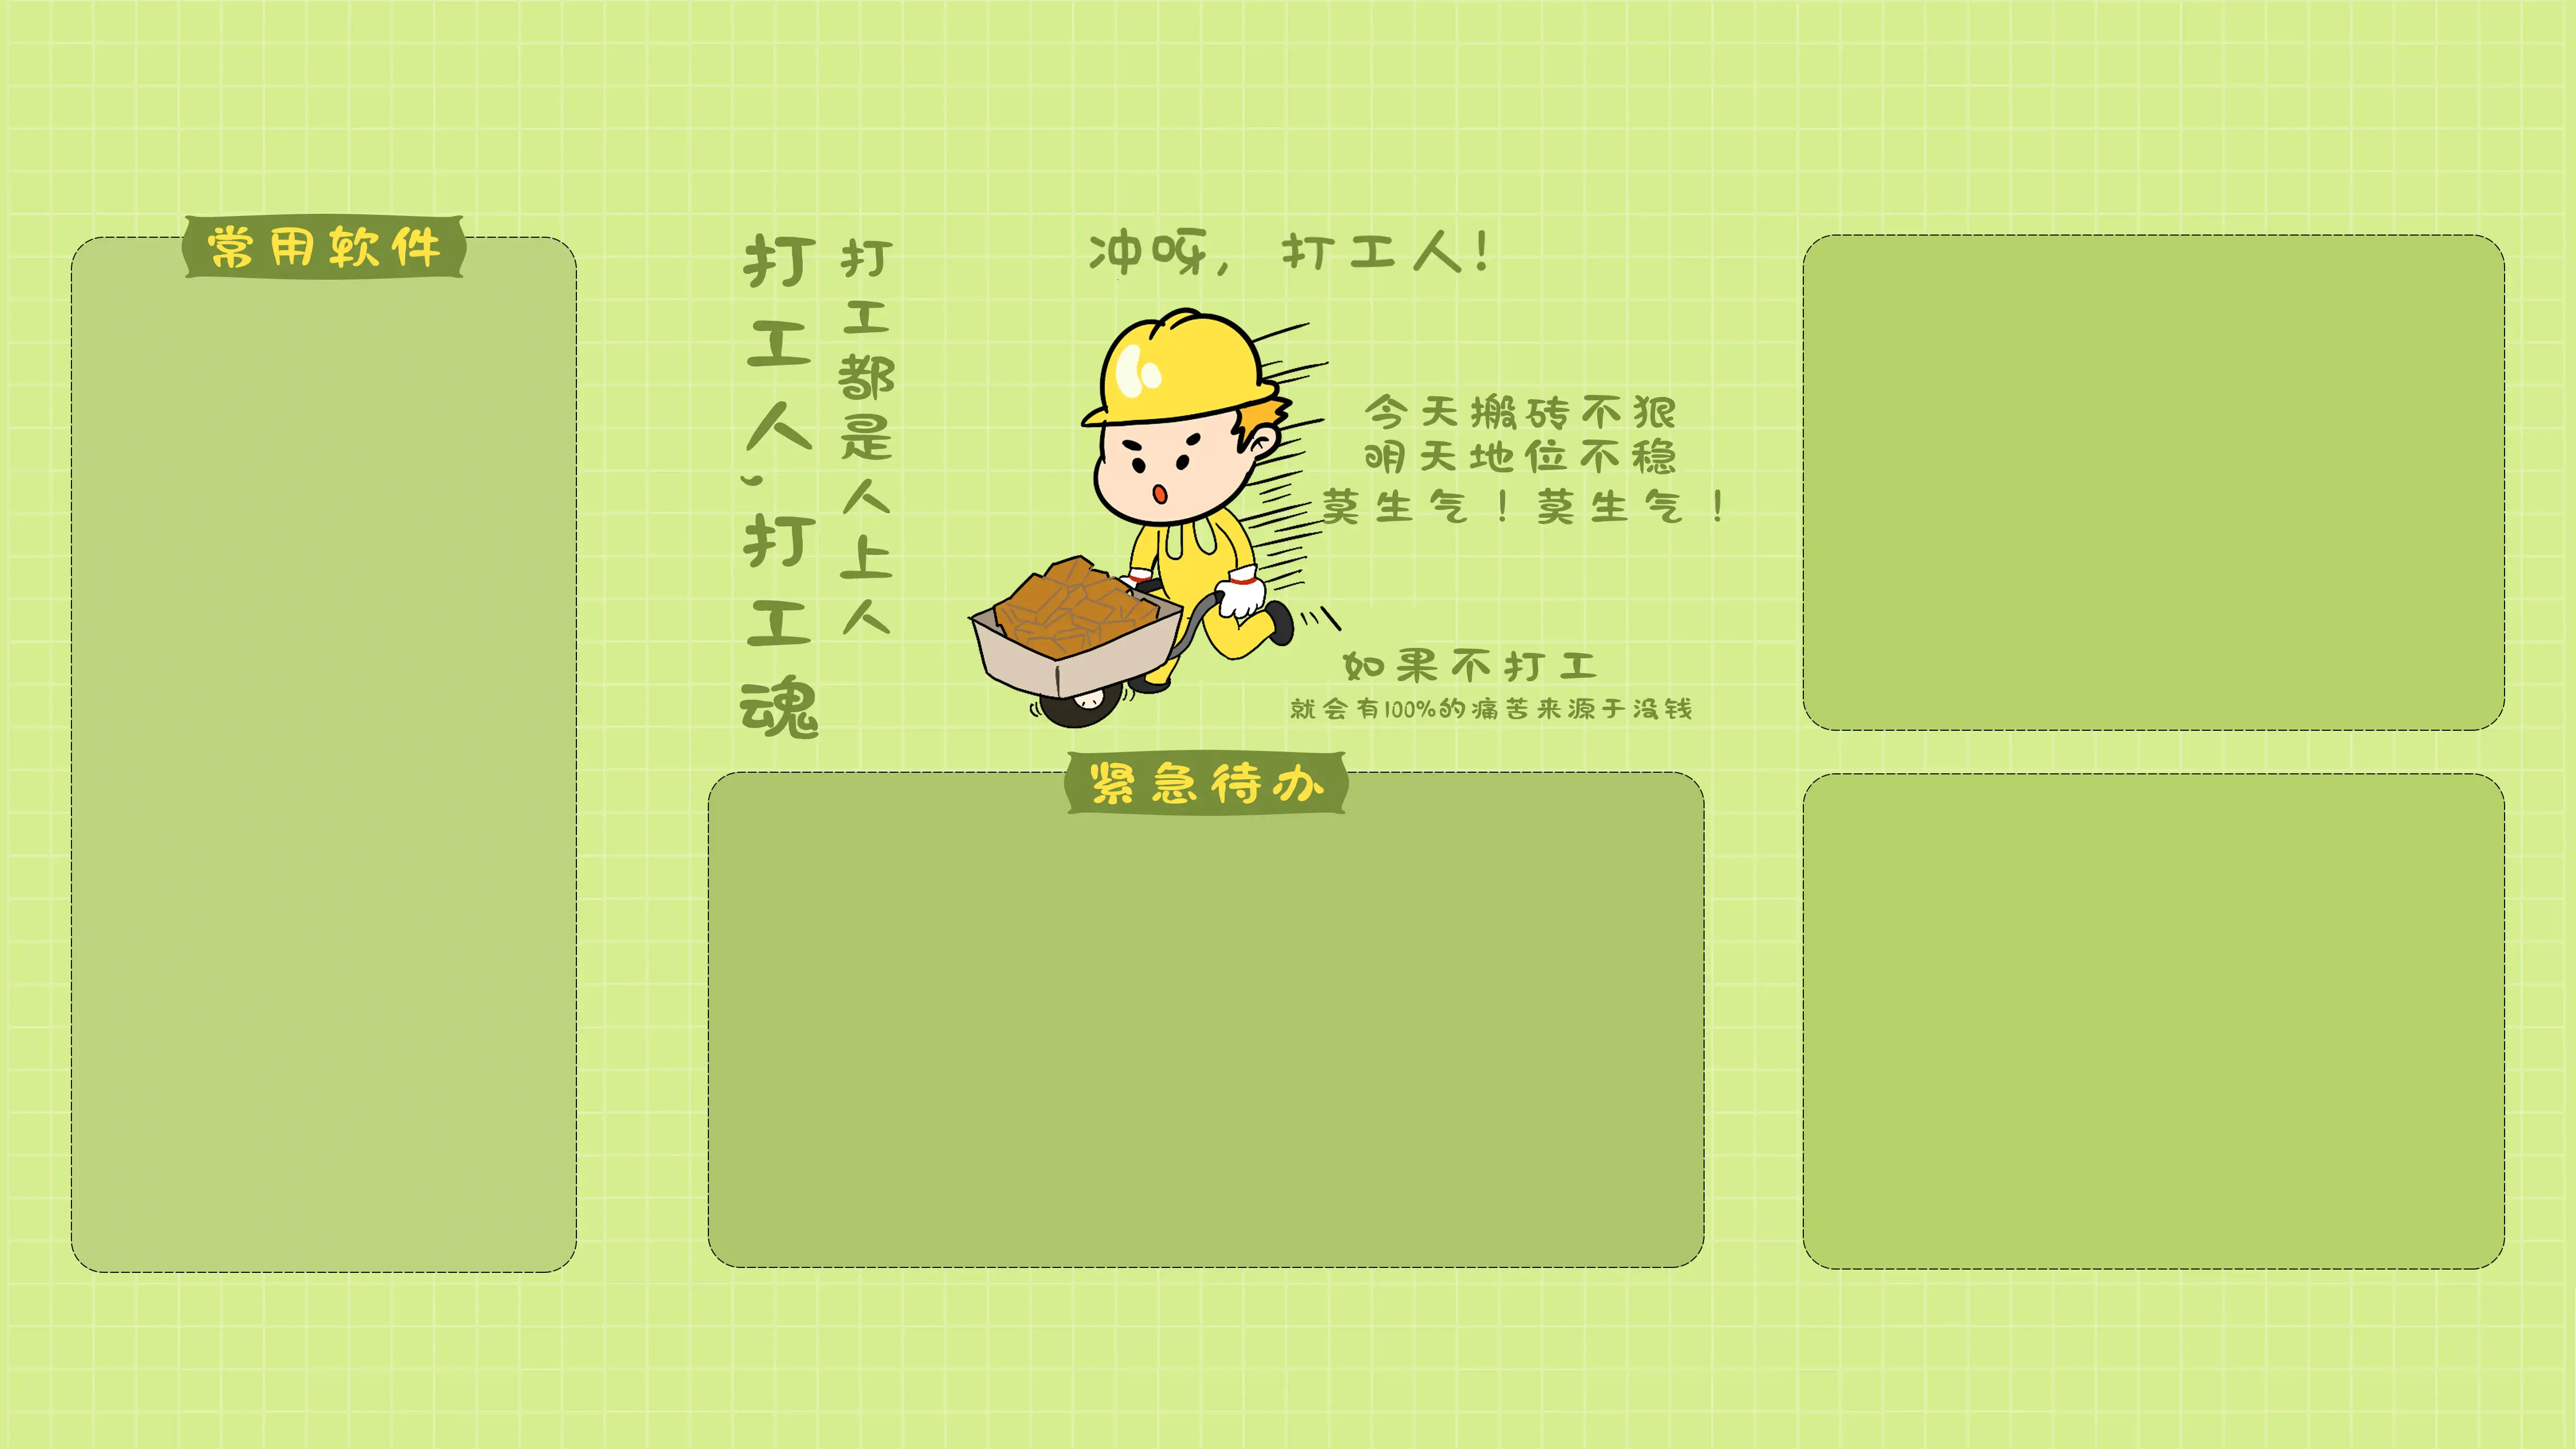 常用软件
打工人~打工魂
打工都是人上人
冲呀，打工人！
今天搬砖不狠
明天地位不稳
莫生气！莫生气！
如果不打工
就会有100%的痛苦来源于没钱
紧急待办